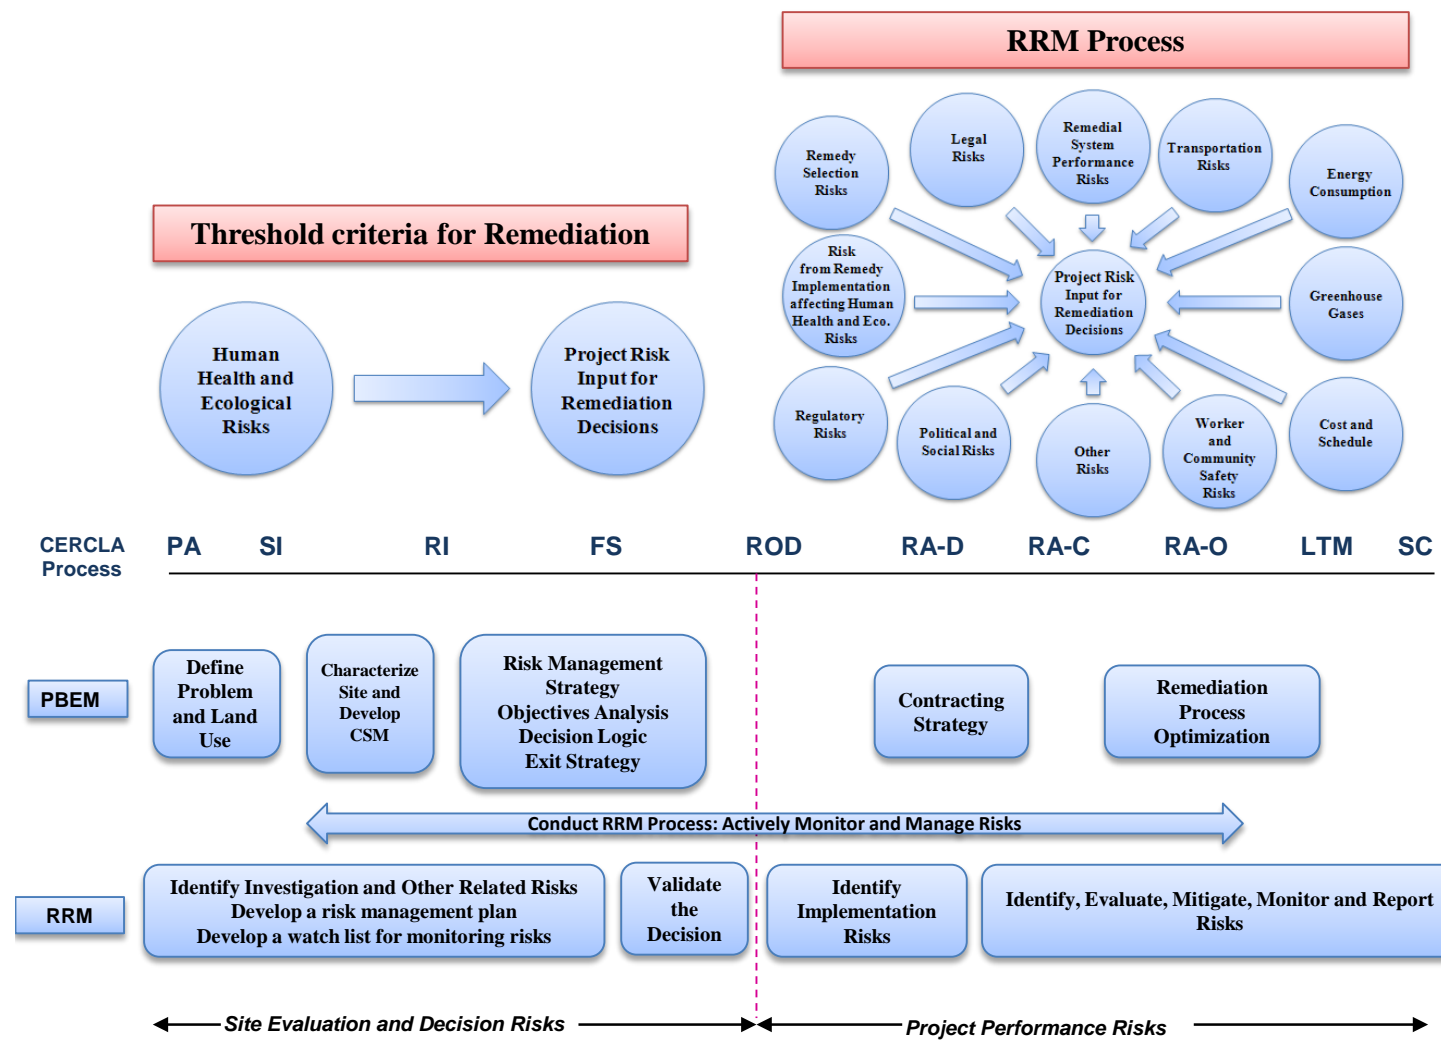 RRM Process
Remedy
Selection
Risks
Legal
Risks
Remedial
System
Performance
Risks
Transportation
Risks
Energy
Consumption
Risk
from Remedy
Implementation
affecting Human
Health and Eco.
Risks
Project Risk
Input for
Remediation
Decisions
Greenhouse
Gases
Regulatory
Risks
Political and
Social Risks
Other
Risks
Worker
and
Community
Safety
Risks
Cost and
Schedule
Threshold criteria for Remediation
Human
Health and
Ecological
Risks
Project Risk
Input for
Remediation
Decisions
CERCLA
Process
PA SI RI FS ROD RA-D RA-C RA-O LTM SC
PBEM
Define
Problem
and Land
Use
Characterize
Site and
Develop
CSM
Risk Management
Strategy
Objectives Analysis
Decision Logic
Exit Strategy
Contracting
Strategy
Remediation
Process
Optimization
Conduct RRM Process: Actively Monitor and Manage Risks
RRM
Identify Investigation and Other Related Risks
Develop a risk management plan
Develop a watch list for monitoring risks
Validate
the
Decision
Identify
Implementation
Risks
Identify, Evaluate, Mitigate, Monitor and Report
Risks
Site Evaluation and Decision Risks
Project Performance Risks